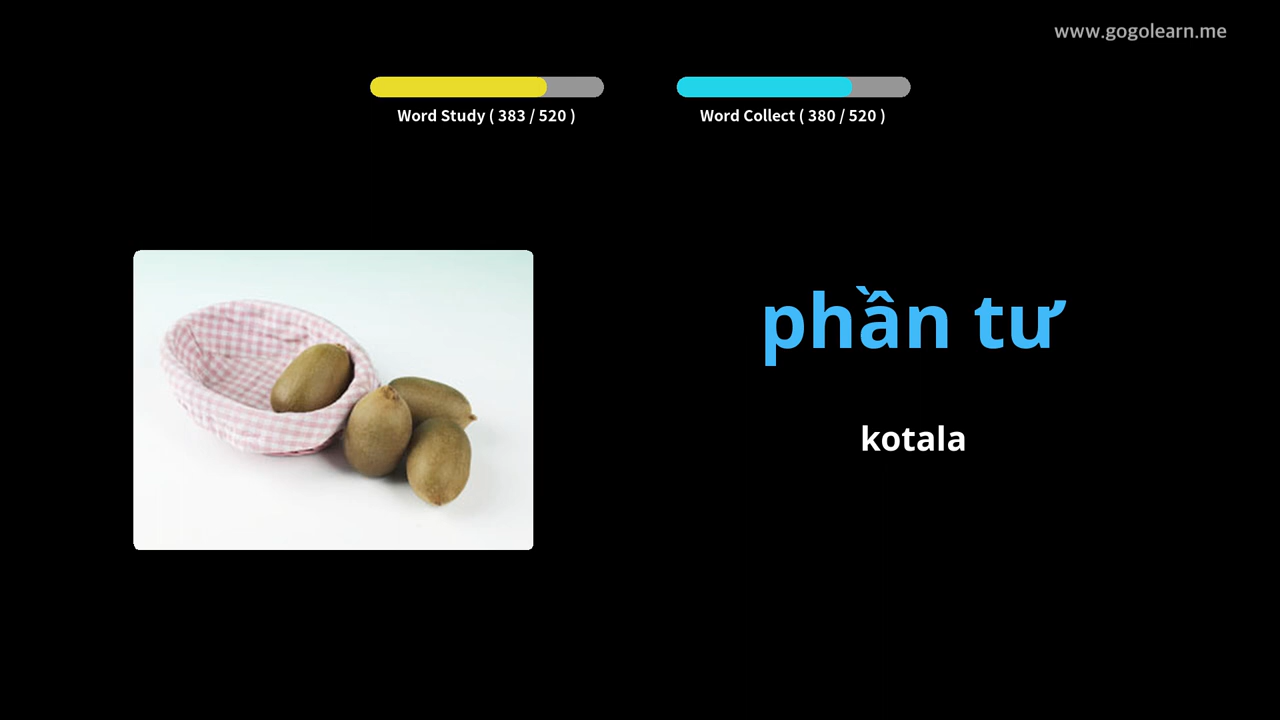 www.gogolearn.me
Word Study ( 383 / 520 )
Word Collect ( 380 / 520 )
phần tư
kotala